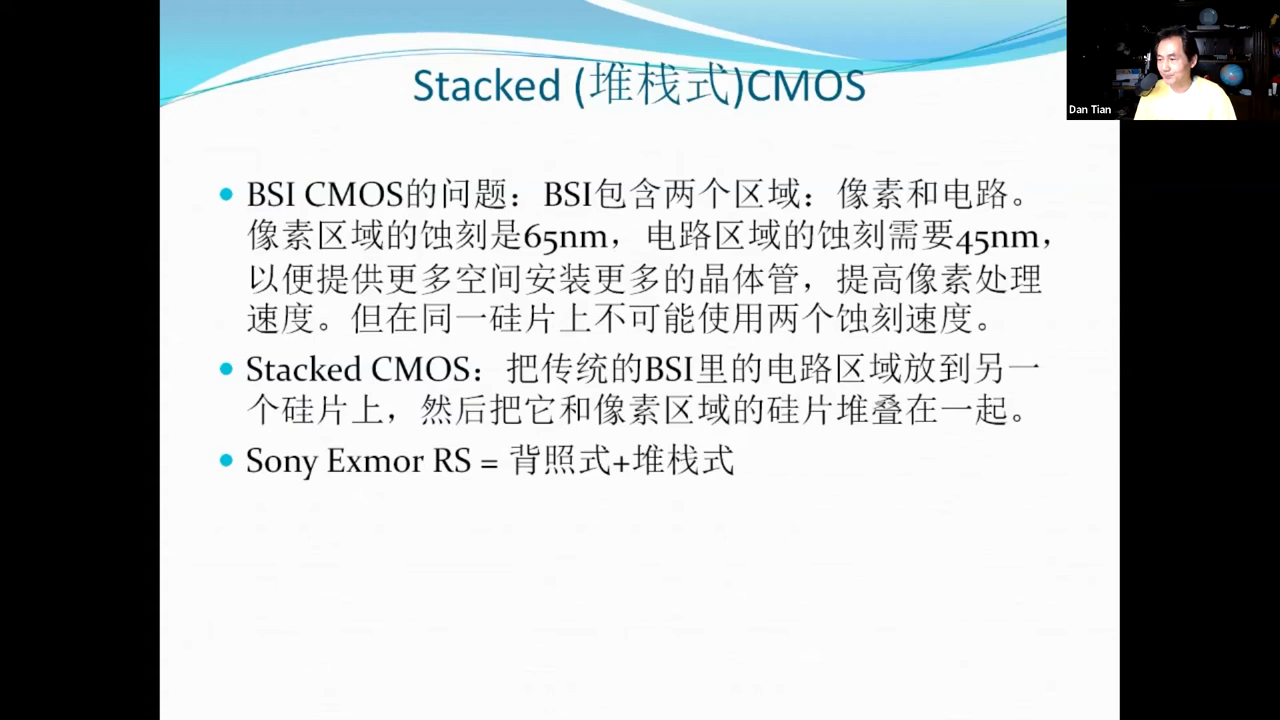 Stacked (堆栈式)CMOS
Dan Tian
BSI CMOS的问题：BSI包含两个区域：像素和电路。
像素区域的蚀刻是65nm，电路区域的蚀刻需要45nm，
以便提供更多空间安装更多的晶体管，提高像素处理
速度。但在同一硅片上不可能使用两个蚀刻速度。
Stacked CMOS：把传统的BSI里的电路区域放到另一
个硅片上，然后把它和像素区域的硅片堆叠在一起。
Sony Exmor RS = 背照式+堆栈式